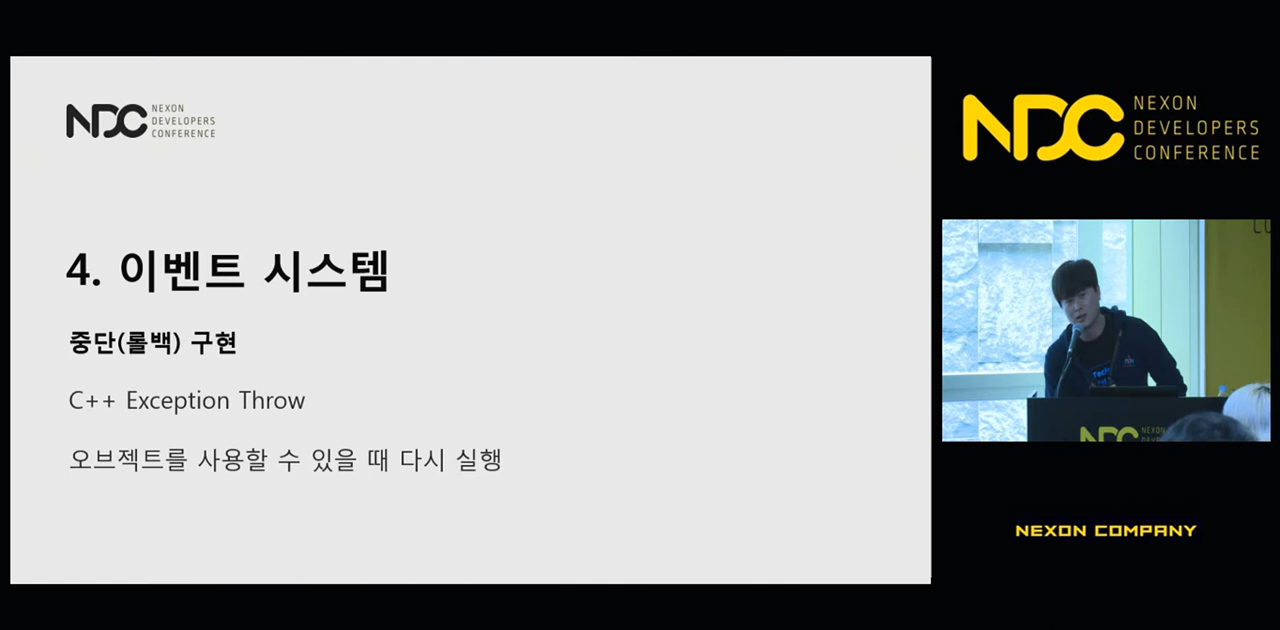 NDC NEXON
DEVELOPERS
CONFERENCE
4. 이벤트 시스템
중단(롤백) 구현
C++ Exception Throw
오브젝트를 사용할 수 있을 때 다시 실행
NDC NEXON
DEVELOPERS
CONFERENCE
NDC NEXON
NEXON COMPANY